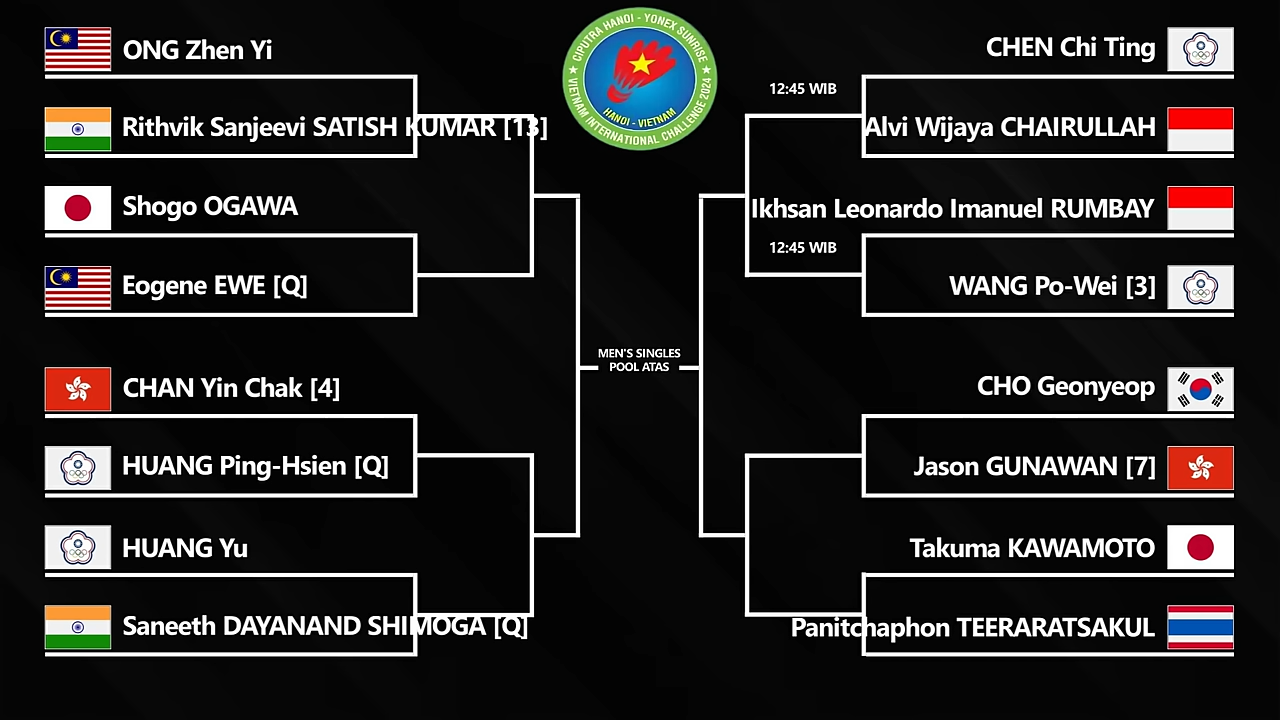 ONG Zhen Yi
Rithvik Sanjeevi SATISH KUMAR [13]
Shogo OGAWA
Eogene EWE [Q]
CHAN Yin Chak [4]
HUANG Ping-Hsien [Q]
HUANG Yu
Saneeth DAYANAND SHIMOGA [Q]
CIPUTRA HANOI - YONEX SUNRISE
VIETNAM INTERNATIONAL CHALLENGE 2024
HANOI - VIETNAM
MEN'S SINGLES
POOL ATAS
CHEN Chi Ting
12:45 WIB
Alvi Wijaya CHAIRULLAH
Ikhsan Leonardo Imanuel RUMBAY
12:45 WIB
WANG Po-Wei [3]
CHO Geonyeop
Jason GUNAWAN [7]
Takuma KAWAMOTO
Panitchaphon TEERARATSAKUL